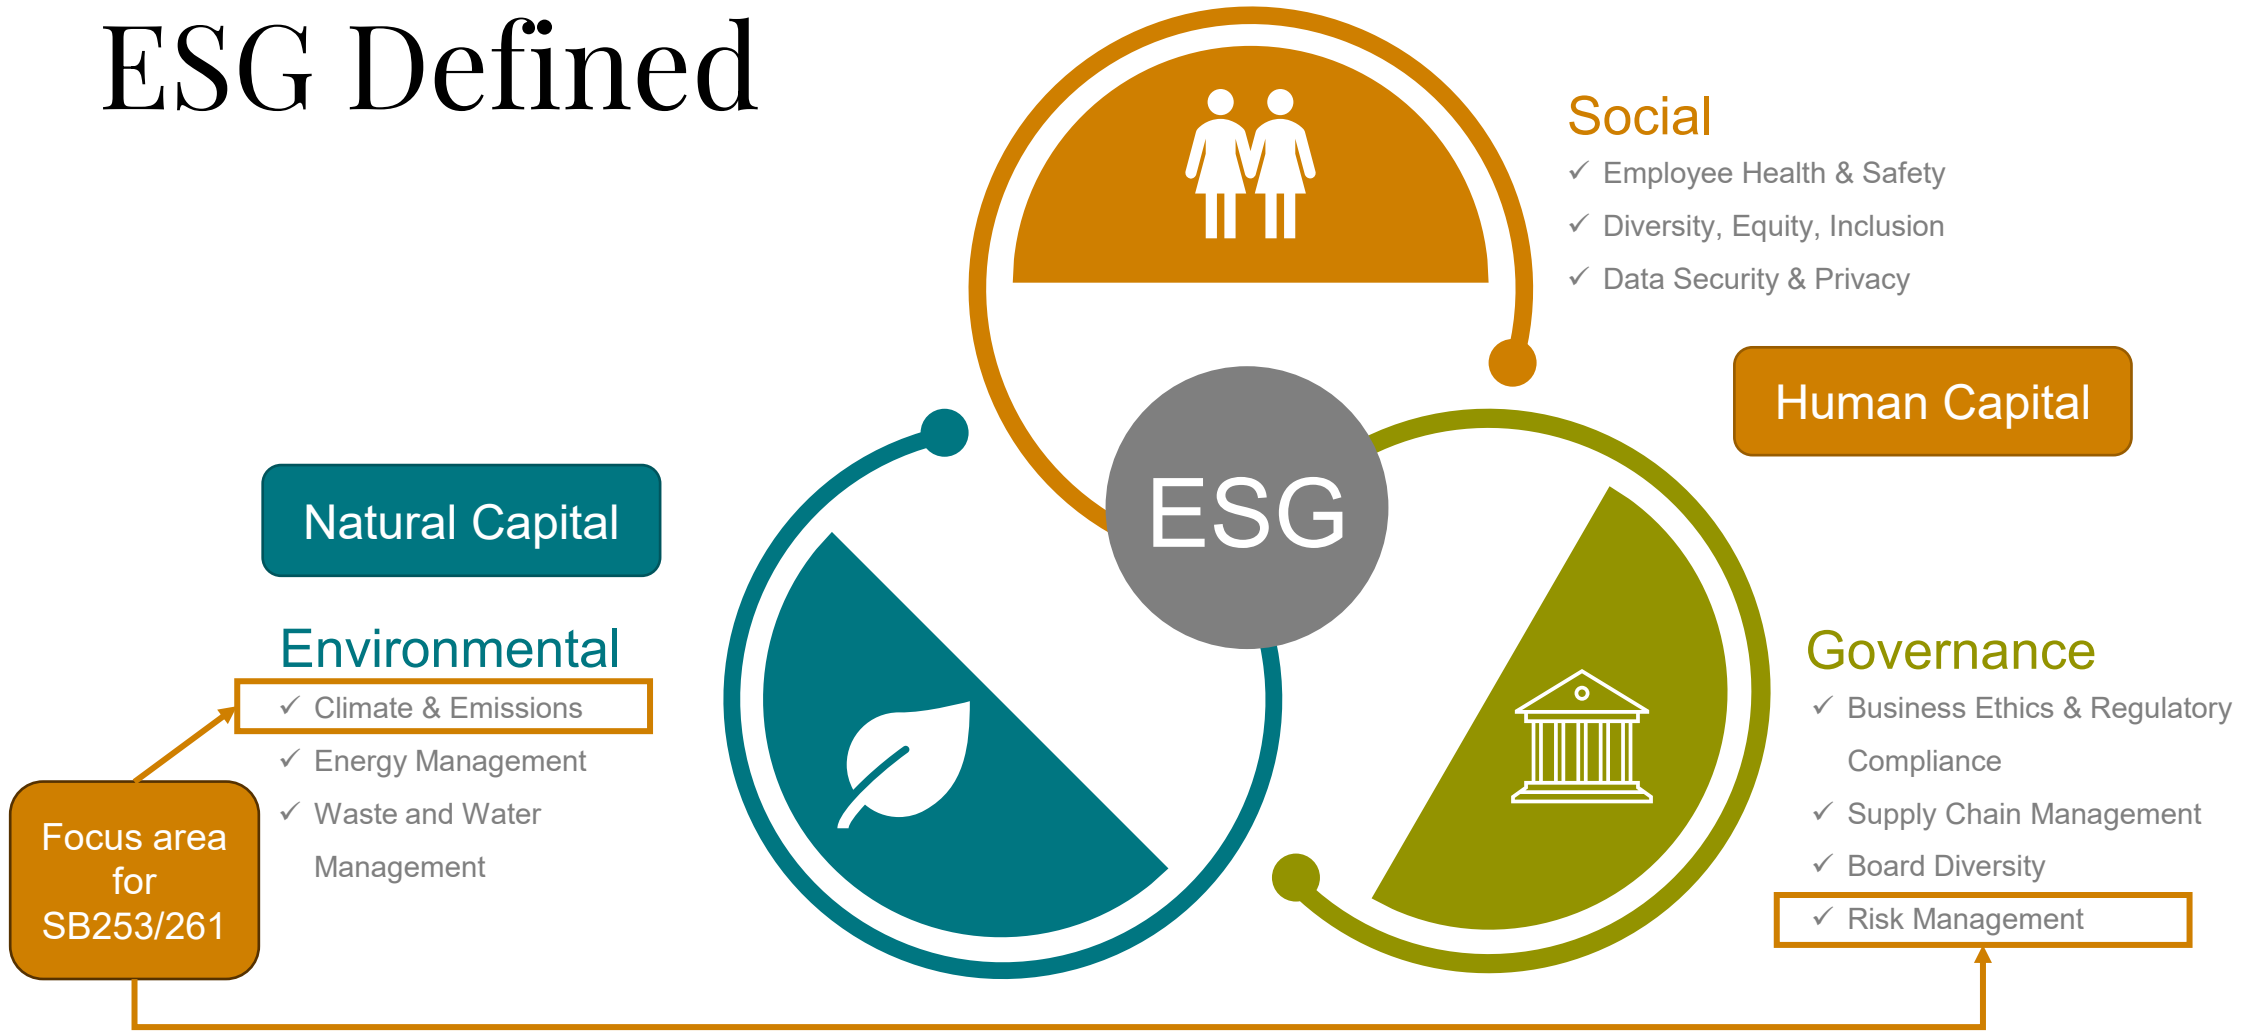 ESG Defined
Social
✓ Employee Health & Safety
✓ Diversity, Equity, Inclusion
✓ Data Security & Privacy
Human Capital
ESG
Natural Capital
Environmental
✓ Climate & Emissions
✓ Energy Management
✓ Waste and Water
Management
Focus area
for
SB253/261
Governance
✓ Business Ethics & Regulatory
Compliance
✓ Supply Chain Management
✓ Board Diversity
✓ Risk Management